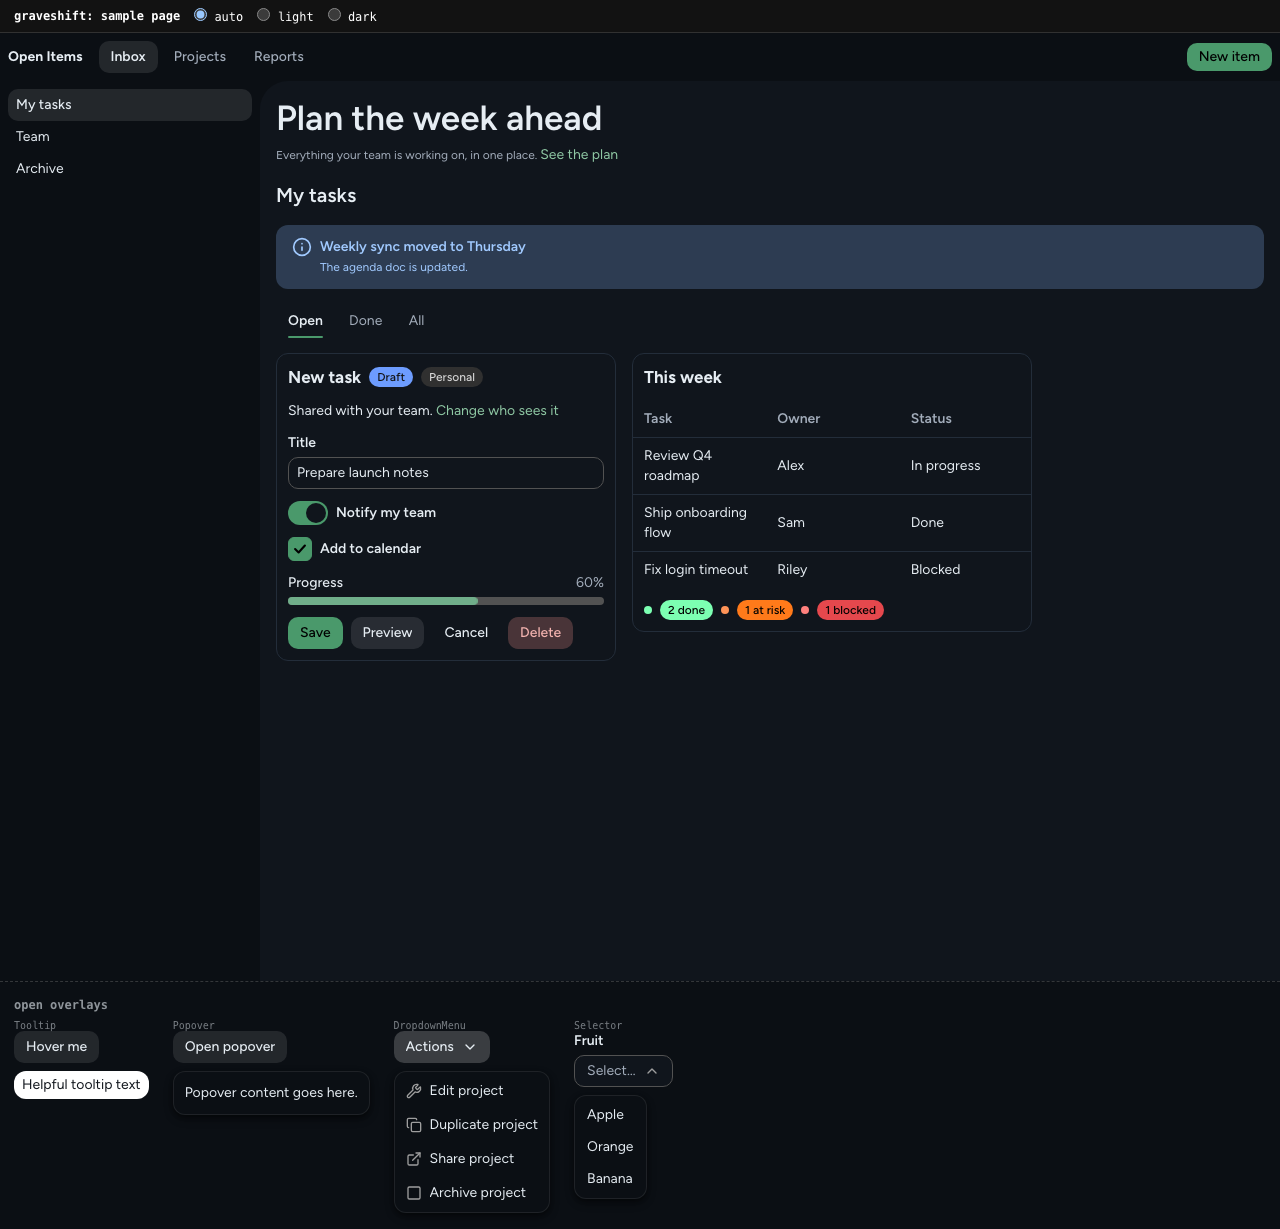 graveshift: sample page auto light dark
Open Items Inbox Projects Reports New item
My tasks
Team
Archive
Plan the week ahead
Everything your team is working on, in one place. See the plan
My tasks
Weekly sync moved to Thursday
The agenda doc is updated.
Open Done All
New task Draft Personal
Shared with your team. Change who sees it
Title
Prepare launch notes
Notify my team
Add to calendar
Progress 60%
Save Preview Cancel Delete
This week
Task Owner Status
Review Q4
roadmap
Alex In progress
Ship onboarding
flow
Sam Done
Fix login timeout Riley Blocked
2 done 1 at risk 1 blocked
open overlays
Tooltip
Hover me
Helpful tooltip text
Popover
Open popover
Popover content goes here.
DropdownMenu
Actions
Edit project
Duplicate project
Share project
Archive project
Selector
Fruit
Select...
Apple
Orange
Banana